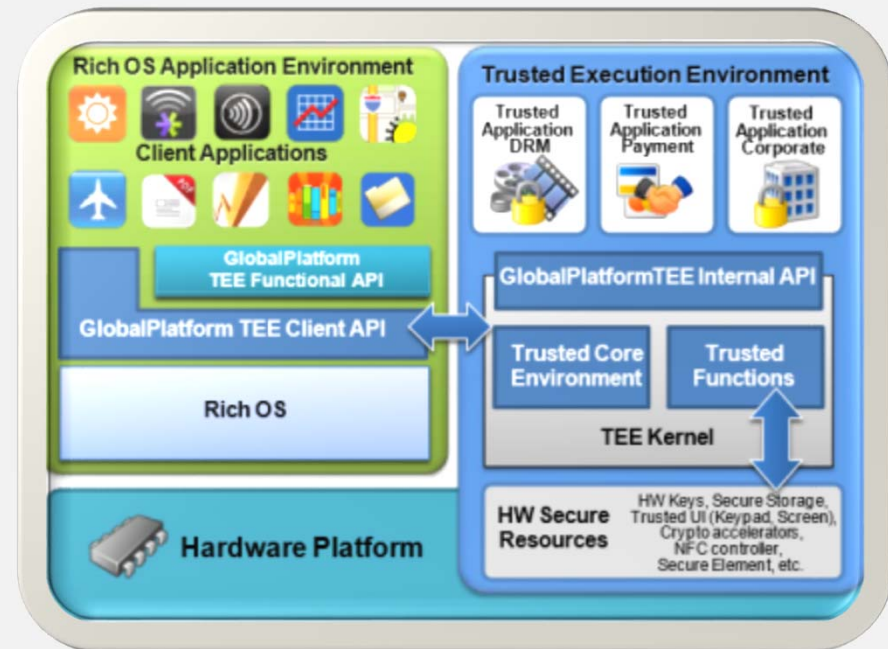 Rich OS Application Environment
Client Applications
PDF
GlobalPlatform
TEE Functional API
GlobalPlatform TEE Client API
Rich OS
Hardware Platform
Trusted Execution Environment
Trusted
Application
DRM
Trusted
Application
Payment
Trusted
Application
Corporate
GlobalPlatformTEE Internal API
Trusted Core
Environment
Trusted
Functions
TEE Kernel
HW Secure
Resources
HW Keys, Secure Storage,
Trusted UI (Keypad, Screen),
Crypto accelerators,
NFC controller,
Secure Element, etc.